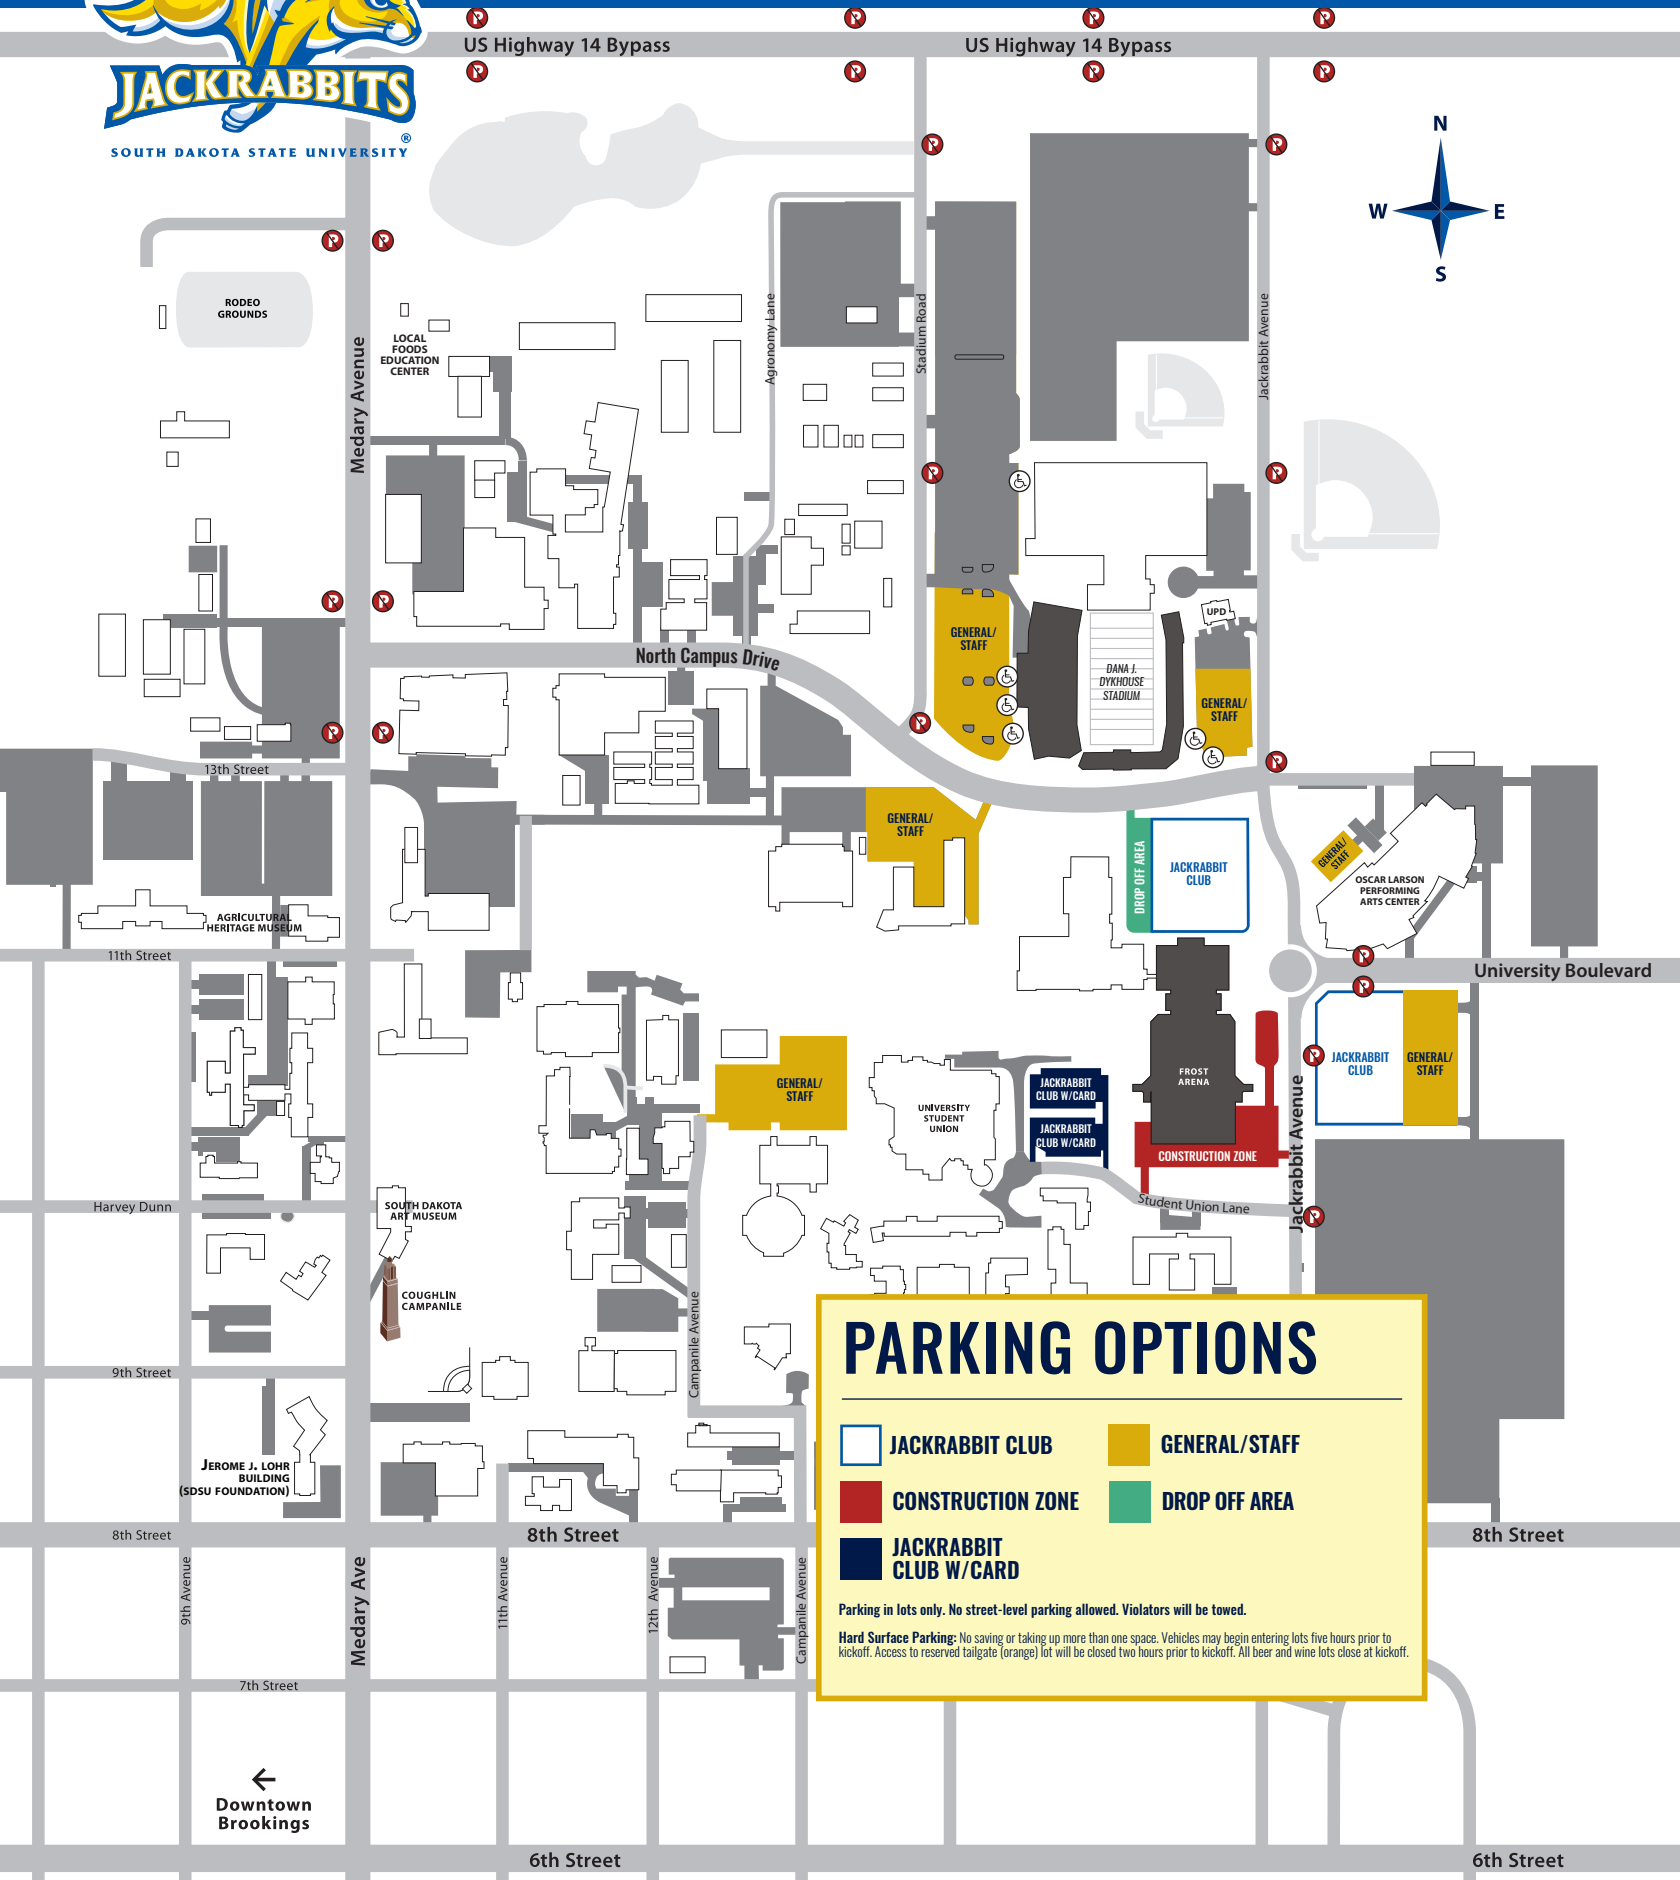 JACKRABBITS
®
SOUTH DAKOTA STATE UNIVERSITY
US Highway 14 Bypass
US Highway 14 Bypass
N
W
E
S
RODEO
GROUNDS
LOCAL
FOODS
EDUCATION
CENTER
Medary Avenue
Agronomy Lane
Stadium Road
Jackrabbit Avenue
UPD
GENERAL/
STAFF
North Campus Drive
DANA J.
DYKHOUSE
STADIUM
GENERAL/
STAFF
13th Street
GENERAL/
STAFF
DROP OFF AREA
JACKRABBIT
CLUB
GENERAL/
STAFF
OSCAR LARSON
PERFORMING
ARTS CENTER
AGRICULTURAL
HERITAGE MUSEUM
11th Street
University Boulevard
GENERAL/
STAFF
JACKRABBIT
CLUB W/CARD
JACKRABBIT
CLUB W/CARD
FROST
ARENA
JACKRABBIT
CLUB
GENERAL/
STAFF
UNIVERSITY
STUDENT
UNION
CONSTRUCTION ZONE
Jackrabbit Avenue
Student Union Lane
Harvey Dunn
SOUTH DAKOTA
ART MUSEUM
COUGHLIN
CAMPANILE
Campanile Avenue
9th Street
JEROME J. LOHR
BUILDING
(SDSU FOUNDATION)
8th Street
8th Street
8th Street
9th Avenue
Medary Ave
11th Avenue
12th Avenue
Campanile Avenue
7th Street
PARKING OPTIONS
JACKRABBIT CLUB
GENERAL/STAFF
CONSTRUCTION ZONE
DROP OFF AREA
JACKRABBIT
CLUB W/CARD
Parking in lots only. No street-level parking allowed. Violators will be towed.
Hard Surface Parking: No saving or taking up more than one space. Vehicles may begin entering lots five hours prior to
kickoff. Access to reserved tailgate (orange) lot will be closed two hours prior to kickoff. All beer and wine lots close at kickoff.
Downtown
Brookings
6th Street
6th Street